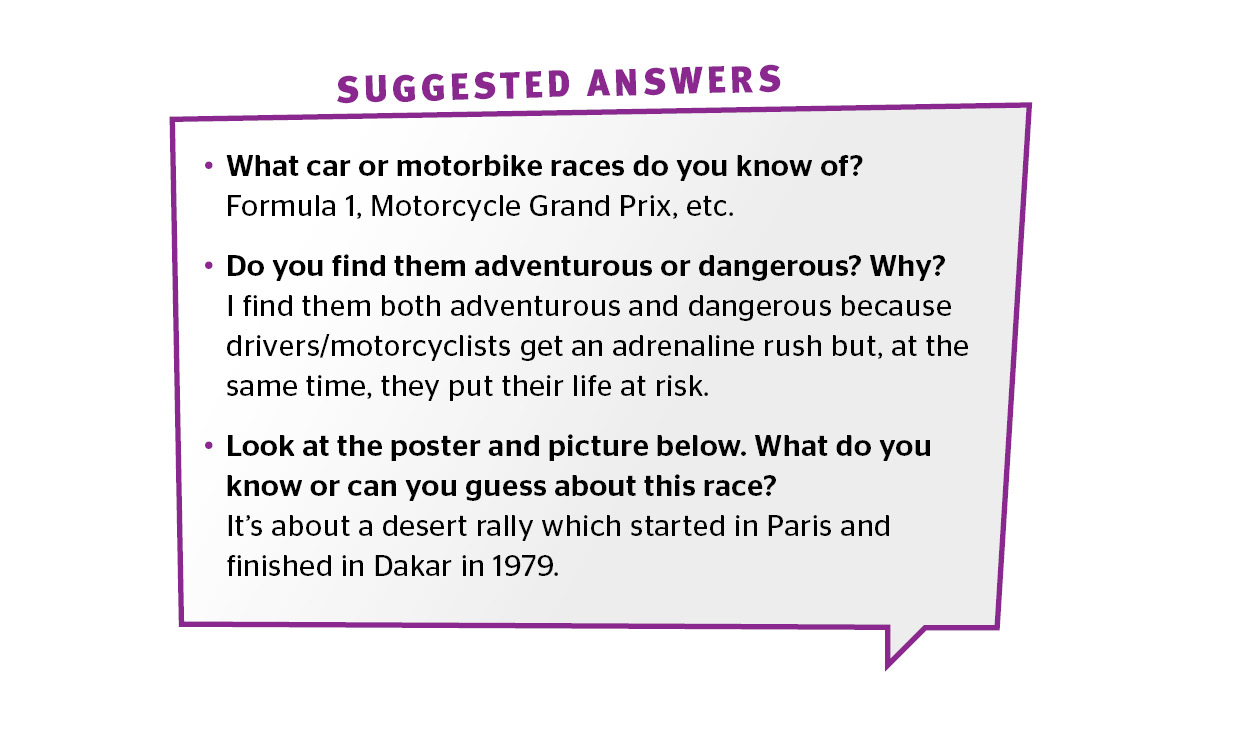 SUGGESTED ANSWERS
• What car or motorbike races do you know of?
Formula 1, Motorcycle Grand Prix, etc.
• Do you find them adventurous or dangerous? Why?
I find them both adventurous and dangerous because
drivers/motorcyclists get an adrenaline rush but, at the
same time, they put their life at risk.
• Look at the poster and picture below. What do you
know or can you guess about this race?
It’s about a desert rally which started in Paris and
finished in Dakar in 1979.